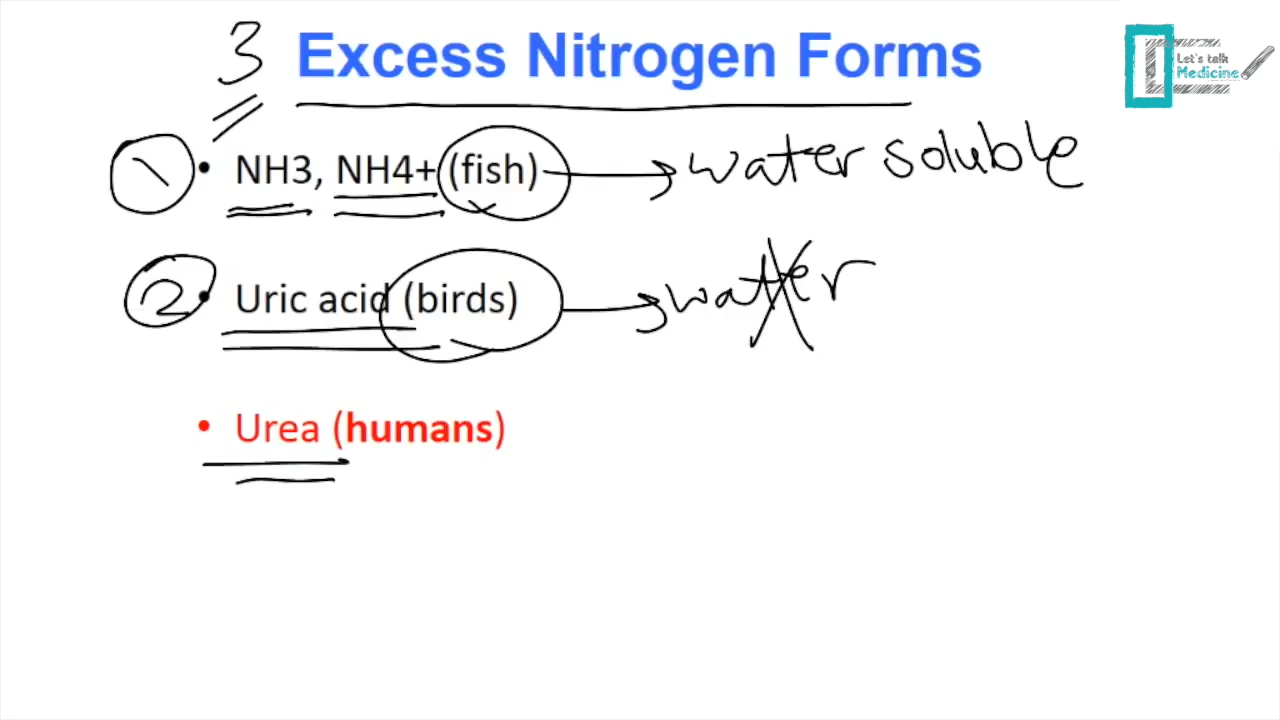 3 Excess Nitrogen Forms
Let's talk
Medicine
1 • NH3, NH4+ (fish) → water soluble
2 • Uric acid (birds) → water
• Urea (humans)